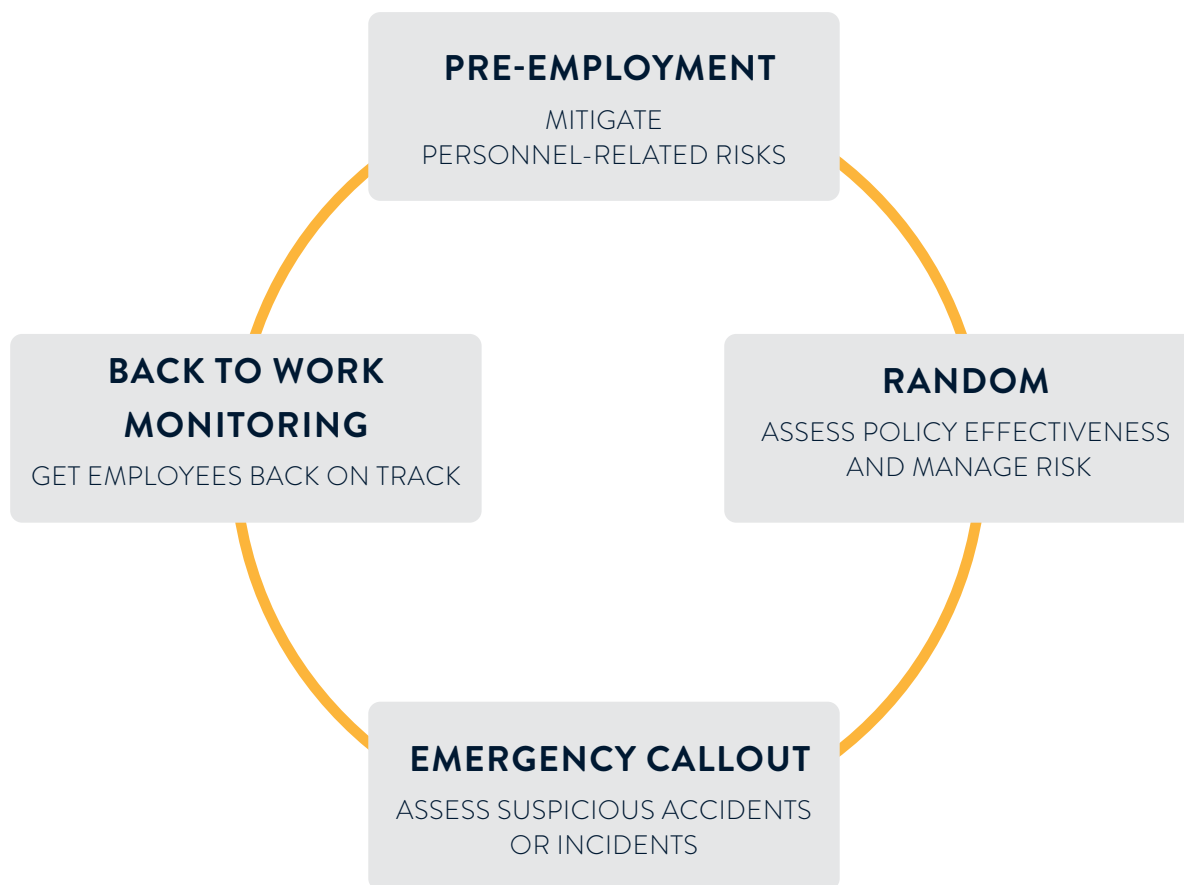 PRE-EMPLOYMENT
MITIGATE
PERSONNEL-RELATED RISKS
BACK TO WORK
MONITORING
GET EMPLOYEES BACK ON TRACK
RANDOM
ASSESS POLICY EFFECTIVENESS
AND MANAGE RISK
EMERGENCY CALLOUT
ASSESS SUSPICIOUS ACCIDENTS
OR INCIDENTS